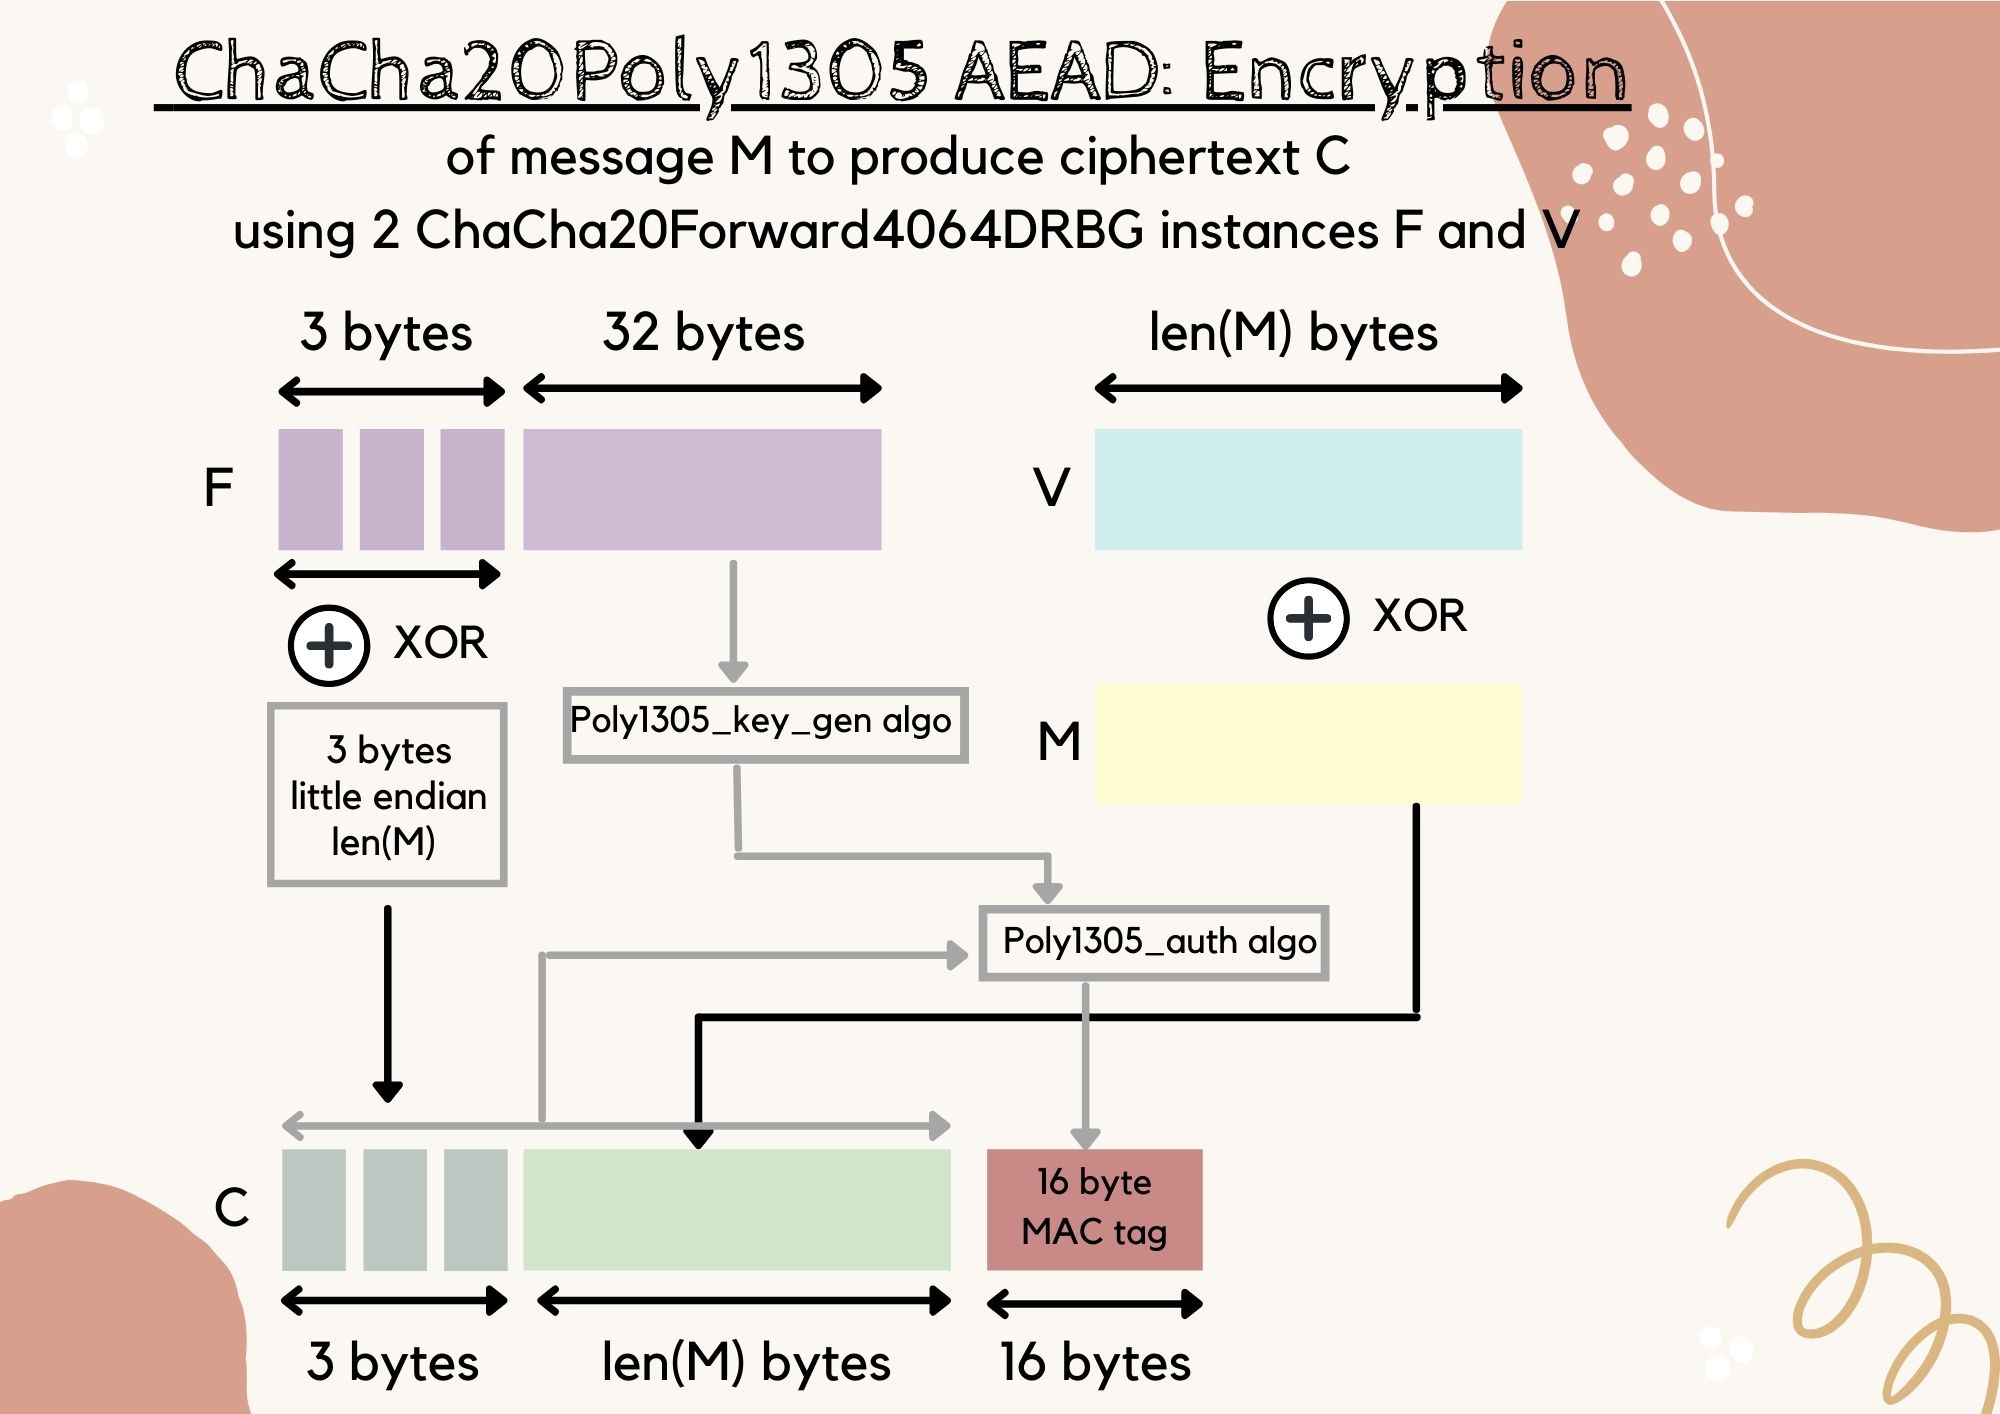 ChaCha20Poly1305 AEAD: Encryption
of message M to produce ciphertext C
using 2 ChaCha20Forward4064DRBG instances F and V
3 bytes
32 bytes
len(M) bytes
F
V
XOR
XOR
3 bytes
little endian
len(M)
Poly1305_key_gen algo
M
Poly1305_auth algo
C
16 byte
MAC tag
3 bytes
len(M) bytes
16 bytes